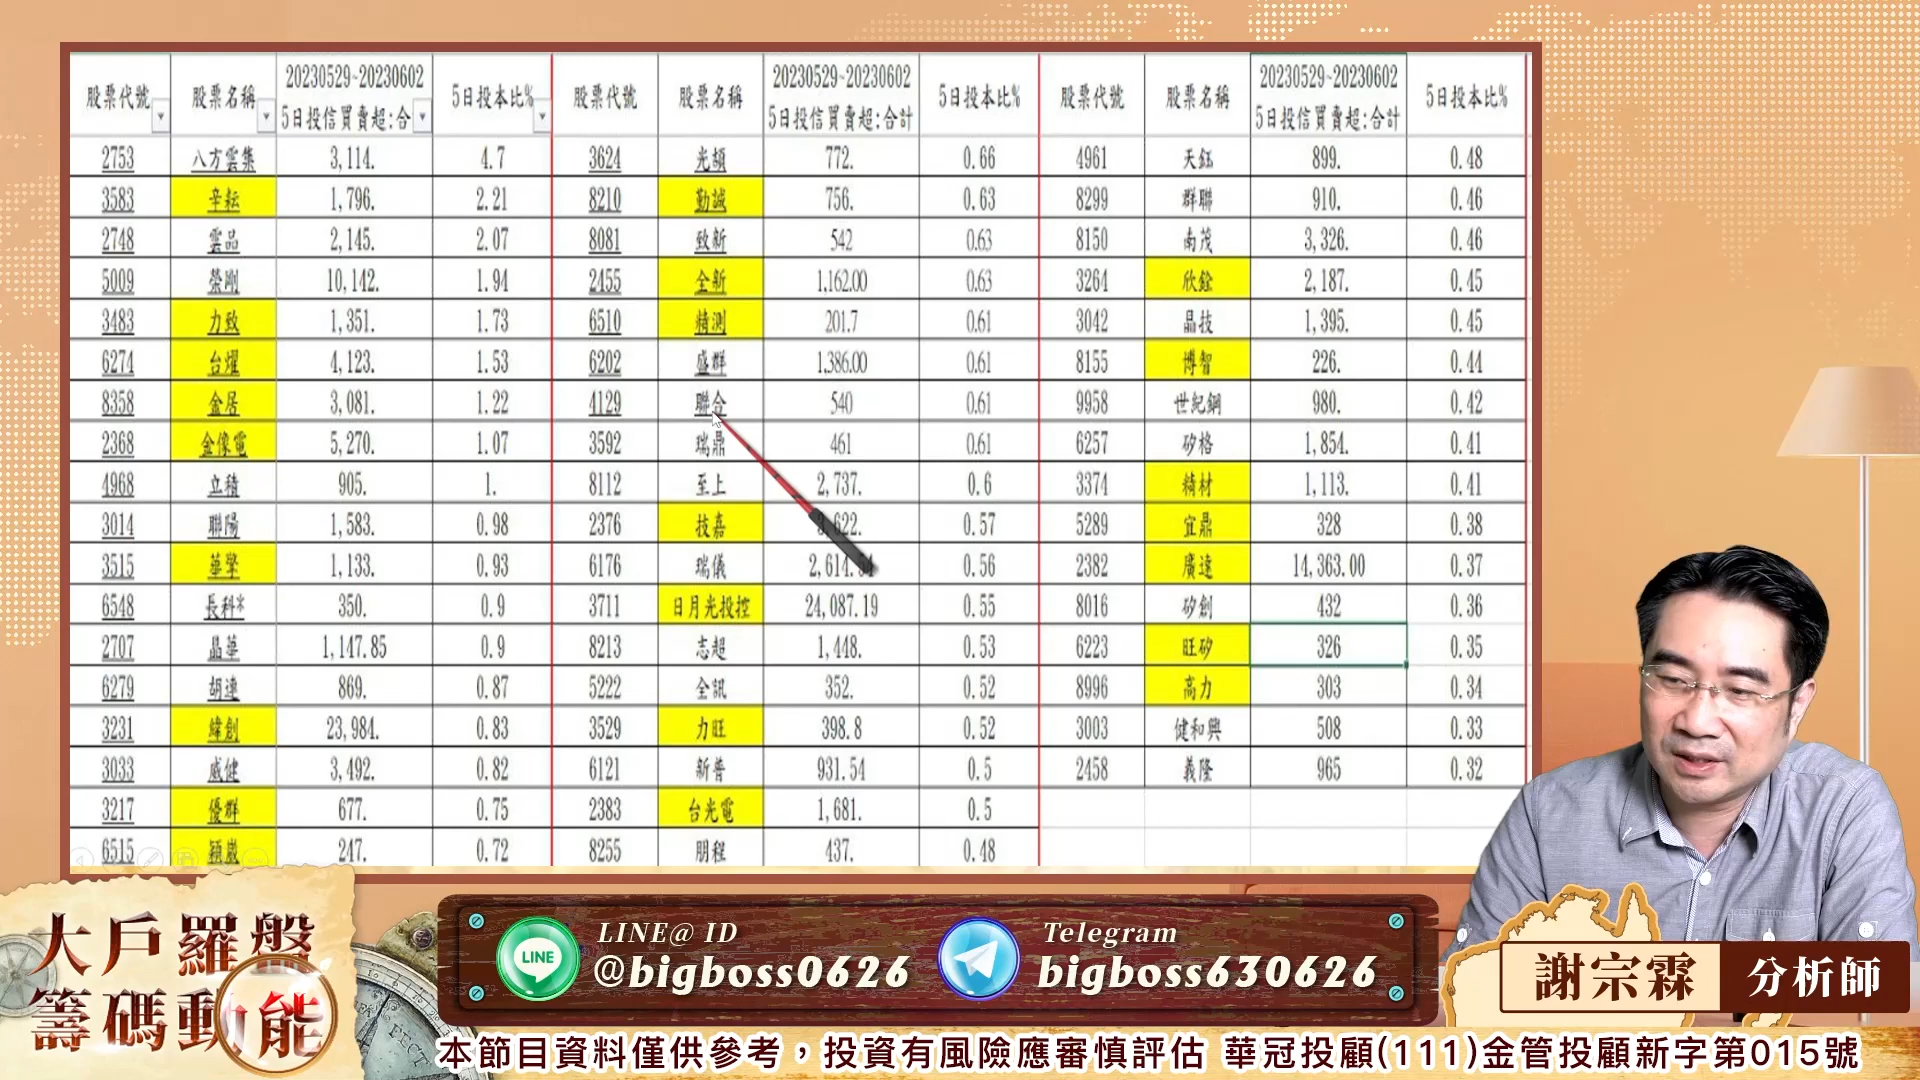 股票代號 股票名稱 20230529~20230602 5日投本比% 股票代號 股票名稱 20230529~20230602 5日投本比% 股票代號 股票名稱 20230529~20230602 5日投本比%
5日投信買賣超:合 5日投信買賣超:合計 5日投信買賣超:合計
2753 八方雲集 3,114. 4.7 3624 光頡 772. 0.66 4961 天鈺 899. 0.48
3583 辛耘 1,796. 2.21 8210 勤誠 756. 0.63 8299 群聯 910. 0.46
2748 雲品 2,145. 2.07 8081 致新 542 0.63 8150 南茂 3,326. 0.46
5009 榮剛 10,142. 1.94 2455 全新 1,162.00 0.63 3264 欣銓 2,187. 0.45
3483 力致 1,351. 1.73 6510 精測 201.7 0.61 3042 晶技 1,395. 0.45
6274 台燿 4,123. 1.53 6202 盛群 1,386.00 0.61 8155 博智 226. 0.44
8358 金居 3,081. 1.22 4129 聯合 540 0.61 9958 世紀鋼 980. 0.42
2368 金像電 5,270. 1.07 3592 瑞鼎 461 0.61 6257 矽格 1,854. 0.41
4968 立積 905. 1. 8112 至上 2,737. 0.6 3374 精材 1,113. 0.41
3014 聯陽 1,583. 0.98 2376 技嘉 622. 0.57 5289 宜鼎 328 0.38
3515 華擎 1,133. 0.93 6176 瑞儀 2,614. 0.56 2382 廣達 14,363.00 0.37
6548 長科* 350. 0.9 3711 日月光投控 24,087.19 0.55 8016 矽創 432 0.36
2707 晶華 1,147.85 0.9 8213 志超 1,448. 0.53 6223 旺矽 326 0.35
6279 胡連 869. 0.87 5222 全訊 352. 0.52 8996 高力 303 0.34
3231 緯創 23,984. 0.83 3529 力旺 398.8 0.52 3003 健和興 508 0.33
3033 威健 3,492. 0.82 6121 新普 931.54 0.5 2458 義隆 965 0.32
3217 優群 677. 0.75 2383 台光電 1,681. 0.5
6515 穎崴 247. 0.72 8255 朋程 437. 0.48
大戶羅盤
籌碼動能
LINE
LINE@ ID
@bigboss0626
Telegram
bigboss630626
謝宗霖 分析師
本節目資料僅供參考，投資有風險應審慎評估 華冠投顧(111)金管投顧新字第015號